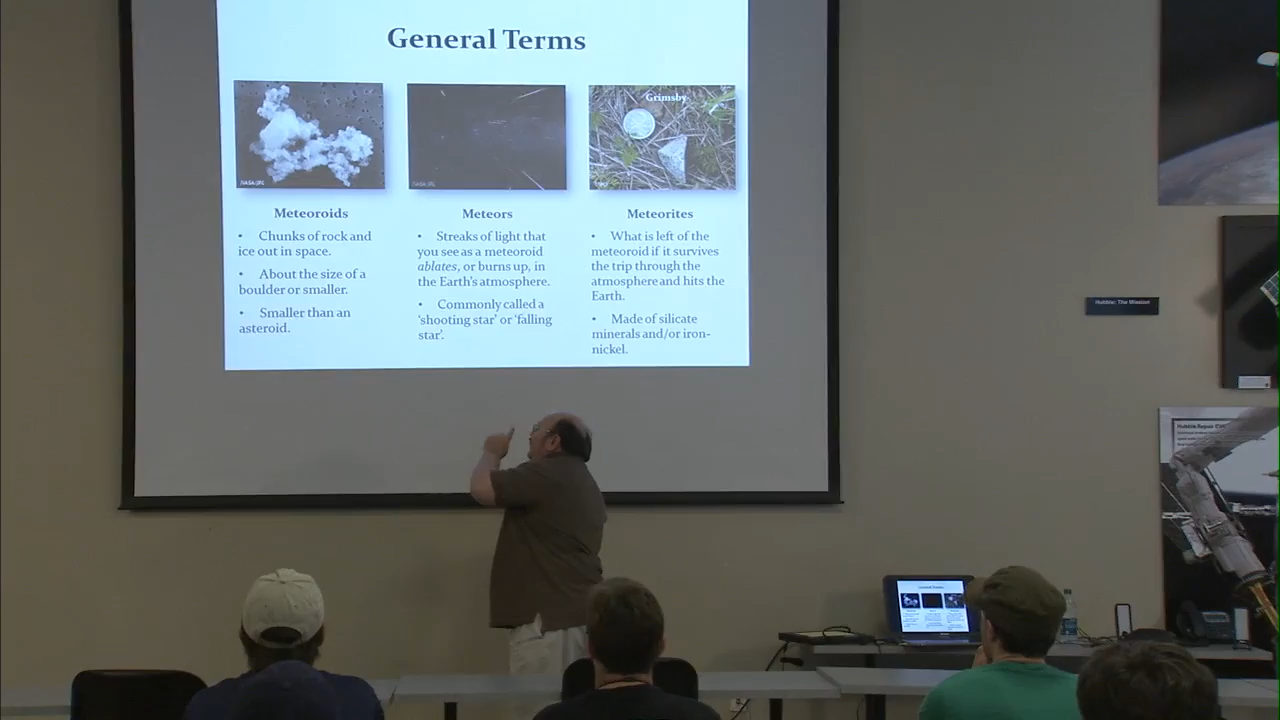 General Terms
Grimsby
NASA/JPL
NASA/JPL
Meteoroids
• Chunks of rock and
ice out in space.
• About the size of a
boulder or smaller.
• Smaller than an
asteroid.
Meteors
• Streaks of light that
you see as a meteoroid
ablates, or burns up, in
the Earth's atmosphere.
• Commonly called a
'shooting star' or 'falling
star'.
Meteorites
• What is left of the
meteoroid if it survives
the trip through the
atmosphere and hits the
Earth.
• Made of silicate
minerals and/or iron-
nickel.
Hubble: The Mission
Hubble Repair
General Terms